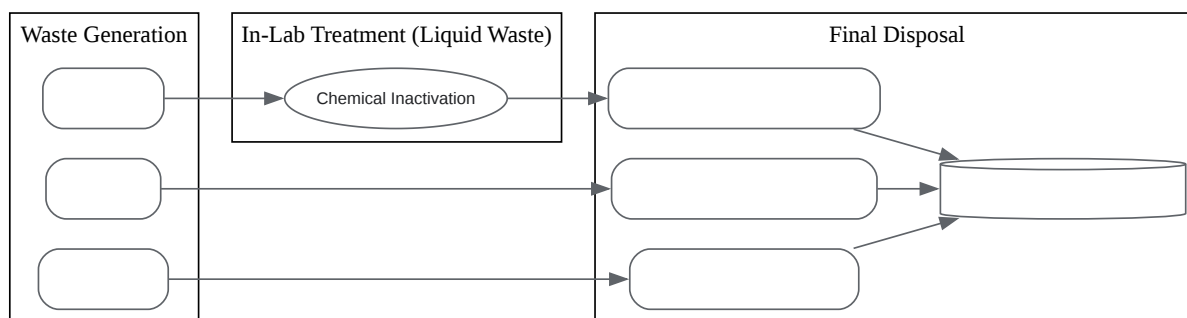 Waste Generation
In-Lab Treatment (Liquid Waste)
Final Disposal
Chemical Inactivation